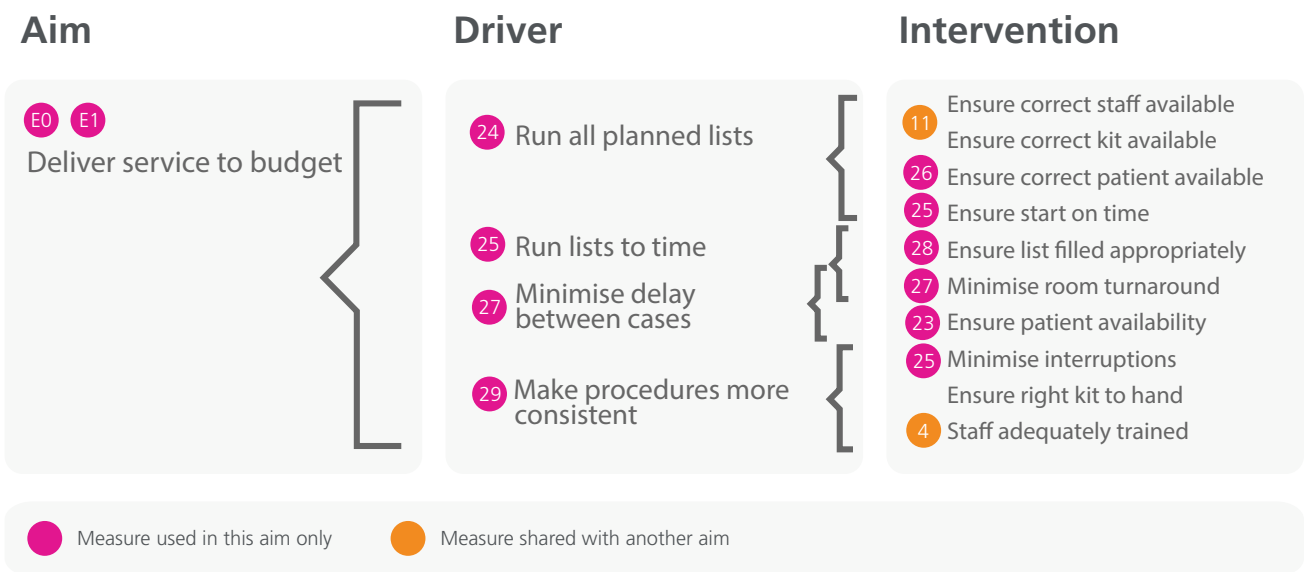 Aim
Driver
Intervention
E0 E1
Deliver service to budget
24 Run all planned lists
25 Run lists to time
27 Minimise delay
between cases
29 Make procedures more
consistent
Ensure correct staff available
11
Ensure correct kit available
26 Ensure correct patient available
25 Ensure start on time
28 Ensure list filled appropriately
27 Minimise room turnaround
23 Ensure patient availability
25 Minimise interruptions
Ensure right kit to hand
4 Staff adequately trained
Measure used in this aim only
Measure shared with another aim